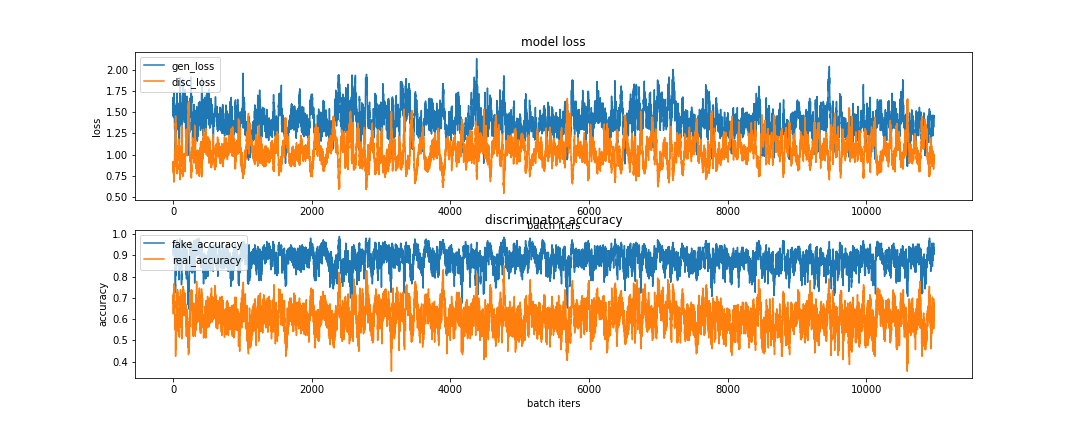 model loss
gen_loss
disc_loss
2.00
1.75
1.50
1.25
1.00
0.75
0.50
loss
0 2000 4000 6000 8000 10000
batch iters
discriminator accuracy
fake_accuracy
real_accuracy
1.0
0.9
0.8
0.7
0.6
0.5
0.4
accuracy
0 2000 4000 6000 8000 10000
batch iters